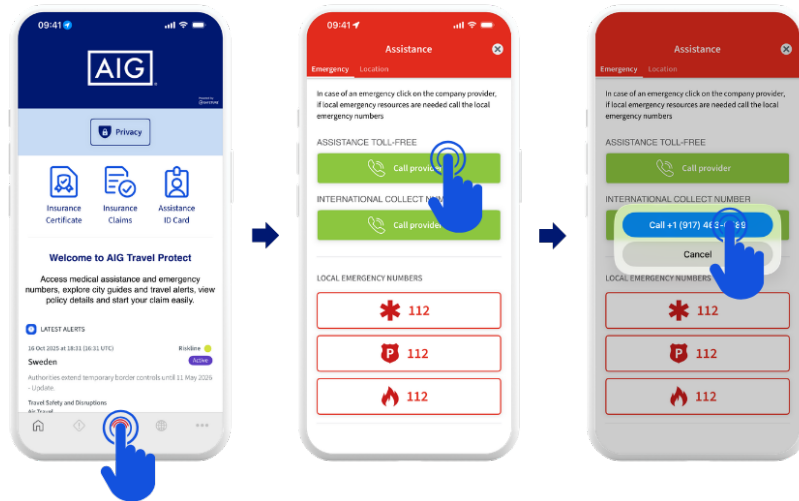 09:41
AIG
Privacy
Insurance Certificate
Insurance Claims
Assistance ID Card
Welcome to AIG Travel Protect
Access medical assistance and emergency
numbers, explore city guides and travel alerts, view
policy details and start your claim easily.
LATEST ALERTS
16 Oct 2025 at 18:31 (16:31 UTC)
Riskline
Sweden
Active
Authorities extend temporary border controls until 11 May 2026
- Update.
Travel Safety and Disruptions
Air Travel
09:41
Assistance
Emergency Location
In case of an emergency click on the company provider,
if local emergency resources are needed call the local
emergency numbers
ASSISTANCE TOLL-FREE
Call provider
INTERNATIONAL COLLECT
Call provider
LOCAL EMERGENCY NUMBERS
112
P 112
112
09:41
Assistance
Emergency Location
In case of an emergency click on the company provider,
if local emergency resources are needed call the local
emergency numbers
ASSISTANCE TOLL-FREE
Call provider
INTERNATIONAL COLLECT NUMBER
Call +1 (917) 
Cancel
LOCAL EMERGENCY NUMBERS
112
P 112
112